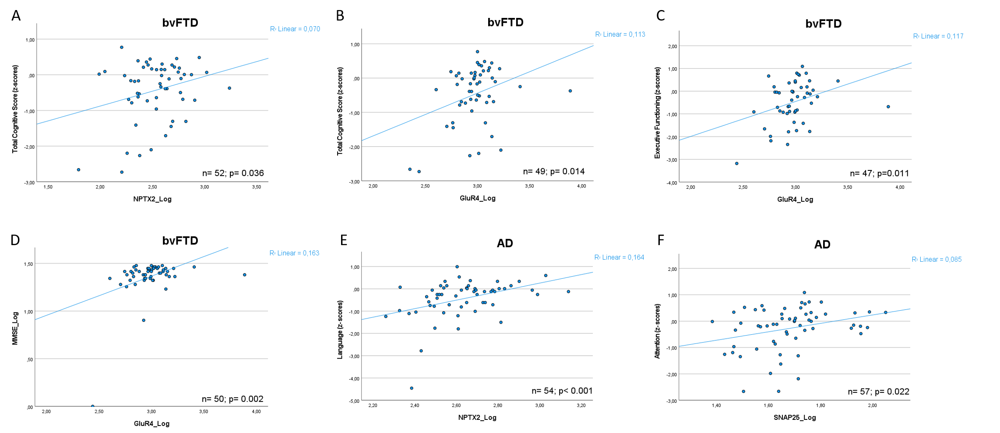 A
bvFTD
R² Linear = 0,070
1,00
,00
-1,00
-2,00
-3,00
Total Cognitive Score (z-scores)
n= 52; p= 0.036
1,50
2,00
2,50
3,00
3,50
NPTX2_Log
B
bvFTD
R² Linear = 0,113
1,00
,00
-1,00
-2,00
-3,00
Total Cognitive Score (z-scores)
n= 49; p= 0.014
2,00
2,50
3,00
3,50
4,00
GluR4_Log
C
bvFTD
R² Linear = 0,117
2,00
1,00
,00
-1,00
-2,00
-3,00
-4,00
Executive Functioning (z-scores)
n= 47; p=0.011
2,00
2,50
3,00
3,50
4,00
GluR4_Log
D
bvFTD
R² Linear = 0,163
1,50
1,00
,50
,00
MMSE_Log
n= 50; p= 0.002
2,00
2,50
3,00
3,50
4,00
GluR4_Log
E
AD
R² Linear = 0,164
1,00
,00
-1,00
-2,00
-3,00
-4,00
-5,00
Language (z- scores)
n= 54; p< 0.001
2,20
2,40
2,60
2,80
3,00
3,20
NPTX2_Log
F
AD
R² Linear = 0,085
2,00
1,00
,00
-1,00
-2,00
-3,00
Attention (z- scores)
n= 57; p= 0.022
1,40
1,60
1,80
2,00
SNAP25_Log